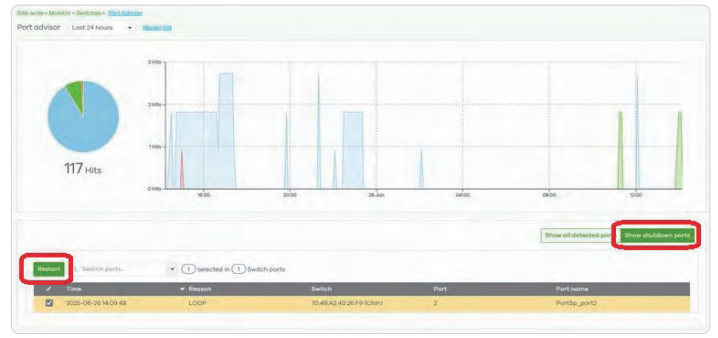 Site-wide > Monitor > Switches > Port advisor
Port advisor Last 24 hours Model list
3 Hits
2 Hits
1 Hits
0 Hits
117 Hits
18:00 20:00 26 Jun 04:00 08:00 12:00
Show all detected port Show shutdown ports
Restart Search ports... 1 selected in 1 Switch ports
Time Reason Switch Port Port name
2025-06-26 14:09:48 LOOP 2